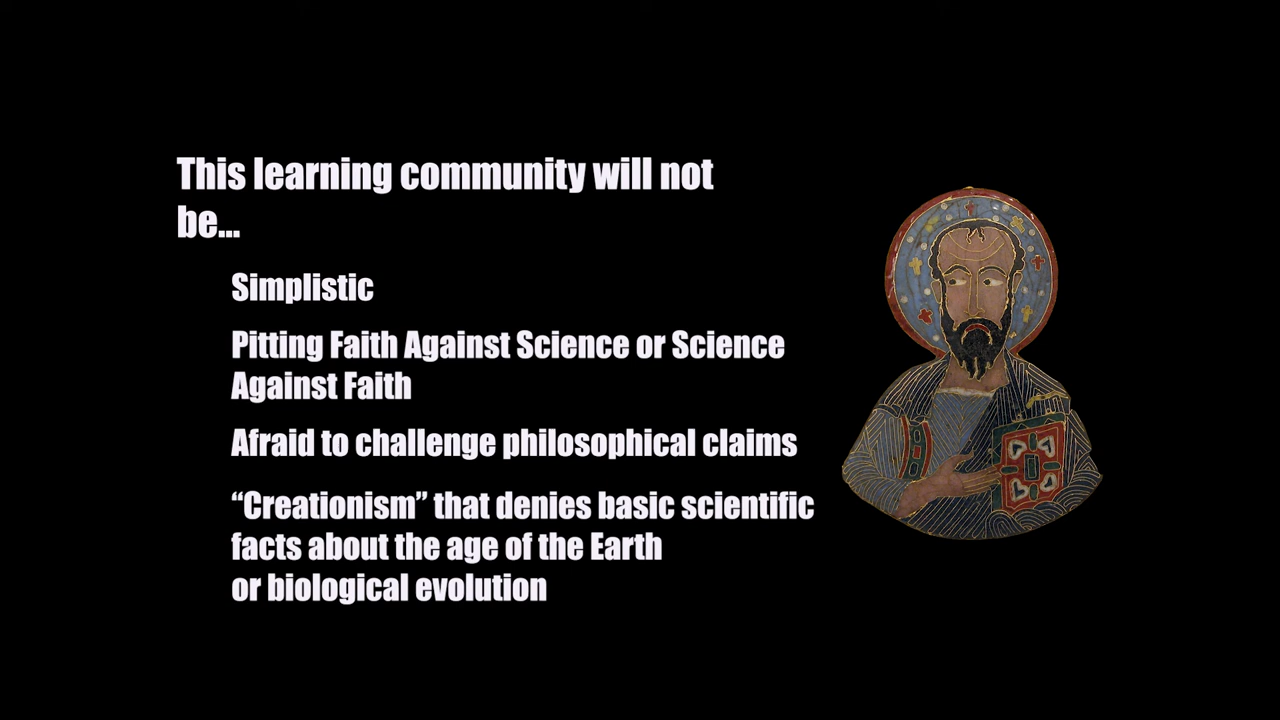 This learning community will not
be...
Simplistic
Pitting Faith Against Science or Science
Against Faith
Afraid to challenge philosophical claims
“Creationism” that denies basic scientific
facts about the age of the Earth
or biological evolution